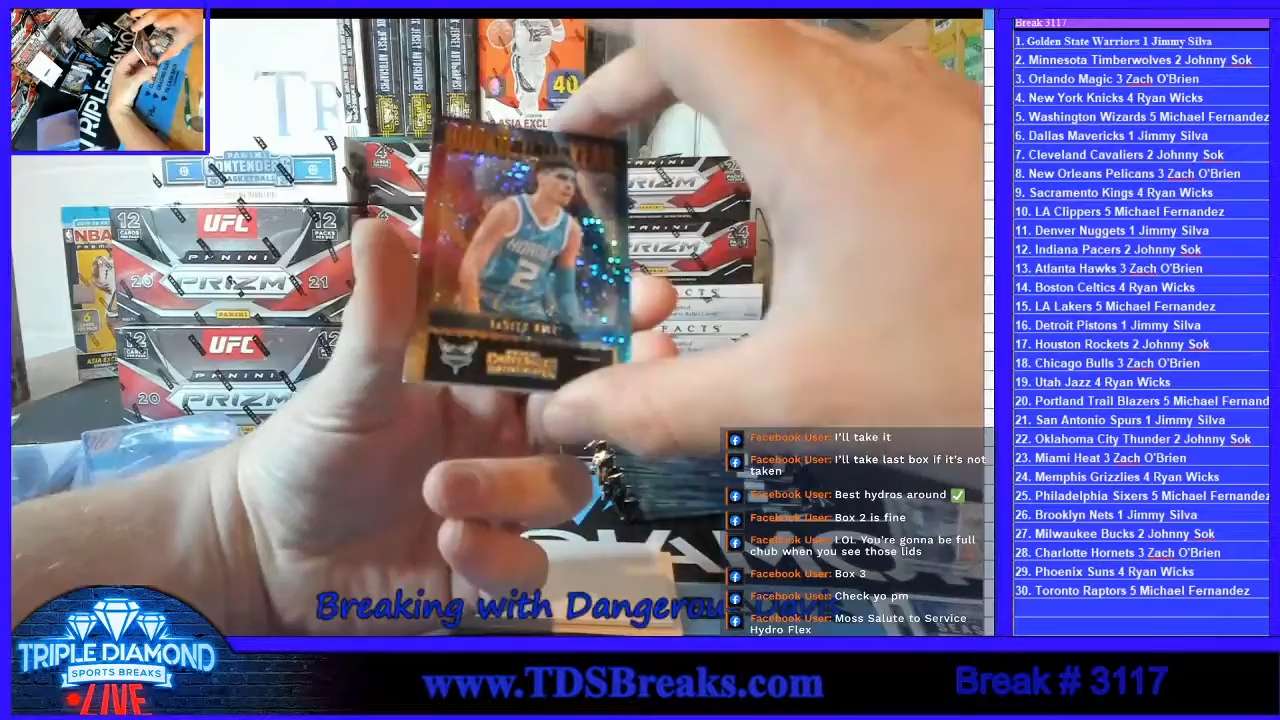 Break 3117
1. Golden State Warriors 1 Jimmy Silva
2. Minnesota Timberwolves 2 Johnny Sok
3. Orlando Magic 3 Zach O'Brien
4. New York Knicks 4 Ryan Wicks
5. Washington Wizards 5 Michael Fernandez
6. Dallas Mavericks 1 Jimmy Silva
7. Cleveland Cavaliers 2 Johnny Sok
8. New Orleans Pelicans 3 Zach O'Brien
9. Sacramento Kings 4 Ryan Wicks
10. LA Clippers 5 Michael Fernandez
11. Denver Nuggets 1 Jimmy Silva
12. Indiana Pacers 2 Johnny Sok
13. Atlanta Hawks 3 Zach O'Brien
14. Boston Celtics 4 Ryan Wicks
15. LA Lakers 5 Michael Fernandez
16. Detroit Pistons 1 Jimmy Silva
17. Houston Rockets 2 Johnny Sok
18. Chicago Bulls 3 Zach O'Brien
19. Utah Jazz 4 Ryan Wicks
20. Portland Trail Blazers 5 Michael Fernand
21. San Antonio Spurs 1 Jimmy Silva
22. Oklahoma City Thunder 2 Johnny Sok
23. Miami Heat 3 Zach O'Brien
24. Memphis Grizzlies 4 Ryan Wicks
25. Philadelphia Sixers 5 Michael Fernandez
26. Brooklyn Nets 1 Jimmy Silva
27. Milwaukee Bucks 2 Johnny Sok
28. Charlotte Hornets 3 Zach O'Brien
29. Phoenix Suns 4 Ryan Wicks
30. Toronto Raptors 5 Michael Fernandez
40
PANINI
CONTENDERS
BASKETBALL
12
UFC
12
PANINI
20 PRIZM 21
PANINI
UFC
PANINI
20 PRIZM
NBA
6
ASIA EXCL
4
PRIZM
PRIZM
HORNETS
2
Facebook User: I'll take it
Facebook User: I'll take last box if it's not
taken
Facebook User: Best hydros around ✅
Facebook User: Box 2 is fine
Facebook User: LOL You're gonna be full
chub when you see those lids
Facebook User: Box 3
Facebook User: Check yo pm
Facebook User: Moss Salute to Service
Hydro Flex
Breaking with Dangerous Davis
TRIPLE DIAMOND
SPORTS BREAKS
LIVE
www.TDSBreaks.com
Break # 3117